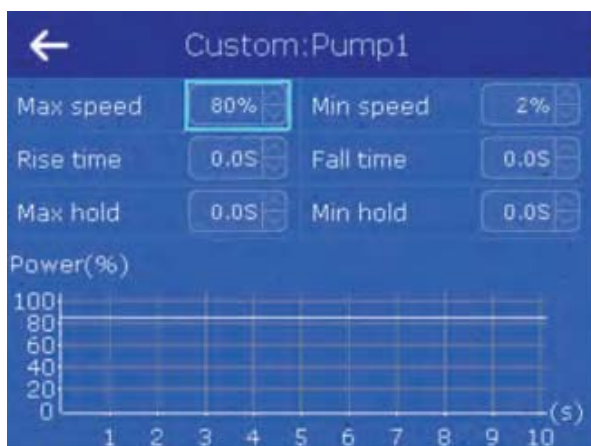 Custom:Pump1
Max speed 80% Min speed 2%
Rise time 0.0S Fall time 0.0S
Max hold 0.0S Min hold 0.0S
Power(%)
100
80
60
40
20
0
(s)
1 2 3 4 5 6 7 8 9 10